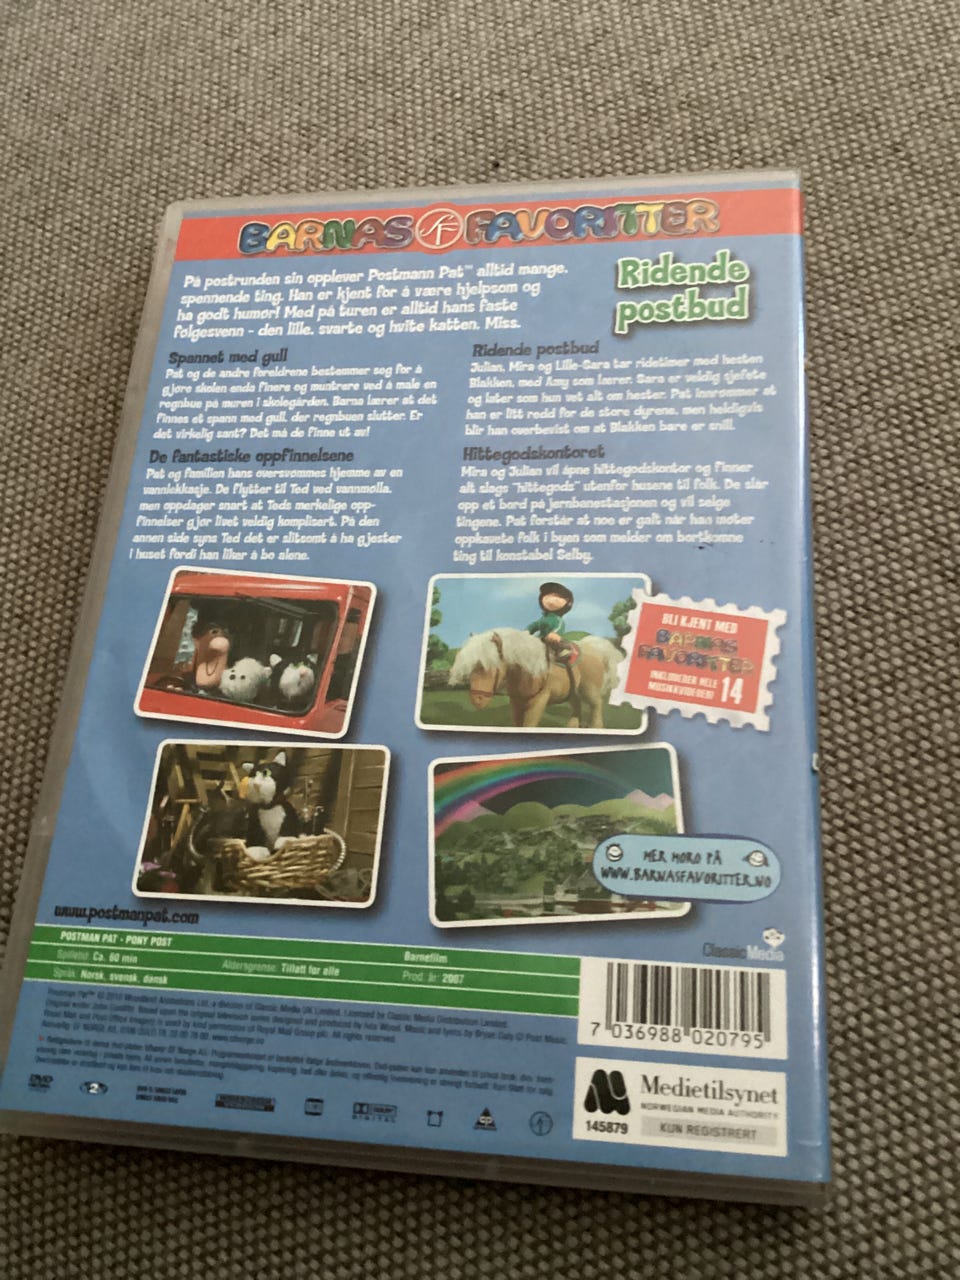 BARNAS SF FAVORITTER
På postrunden sin opplever Postmann Pat™ alltid mange,
spennende ting. Han er kjent for å være hjelpsom og
ha godt humør! Med på turen er alltid hans faste
følgesvenn - den lille, svarte og hvite katten, Miss.
Ridende
postbud
Spannet med gull
Pat og de andre foreldrene bestemmer seg for å
gjøre skolen enda finere og muntrere ved å male en
regnbue på muren i skolegården. Barna lærer at det
finnes et spann med gull, der regnbuen slutter. Er
det virkelig sant? Det må de finne ut av!
Ridende postbud
Julian, Mira og Lille-Sara tar ridetimer med hesten
Blakken, med Amy som lærer. Sara er veldig sjefete
og later som hun vet alt om hester. Pat innrømmer at
han er litt redd for de store dyrene, men heldigvis
blir han overbevist om at Blakken bare er snill.
De fantastiske oppfinnelsene
Pat og familien hans oversvømmes hjemme av en
vannlekkasje. De flytter til Ted ved vannmølla,
men oppdager snart at Teds merkelige opp-
finnelser gjør livet veldig komplisert. På den
annen side syns Ted det er slitsomt å ha gjester
i huset fordi han liker å bo alene.
Hittegodskontoret
Mira og Julian vil åpne hittegodskontor og finner
alt slags "hittegods" utenfor husene til folk. De slår
opp et bord på jernbanestasjonen og vil selge
tingene. Pat forstår at noe er galt når han møter
oppkavete folk i byen som melder om bortkomne
ting til konstabel Selby.
BLI KJENT MED
BARNAS
FAVORITTER
INKLUDERER HELE
14
MUSIKKVIDEOER!
MER MORO PÅ
WWW.BARNASFAVORITTER.NO
www.postmanpat.com
Classic Media
POSTMAN PAT - PONY POST
Spilletid: Ca. 60 min
Aldersgrense: Tillatt for alle
Barnefilm
Prod. år: 2007
Språk: Norsk, svensk, dansk
7 036988 020795
Medietilsynet
NORWEGIAN MEDIA AUTHORITY
145879
KUN REGISTRERT
DVD
2
DOLBY
DIGITAL